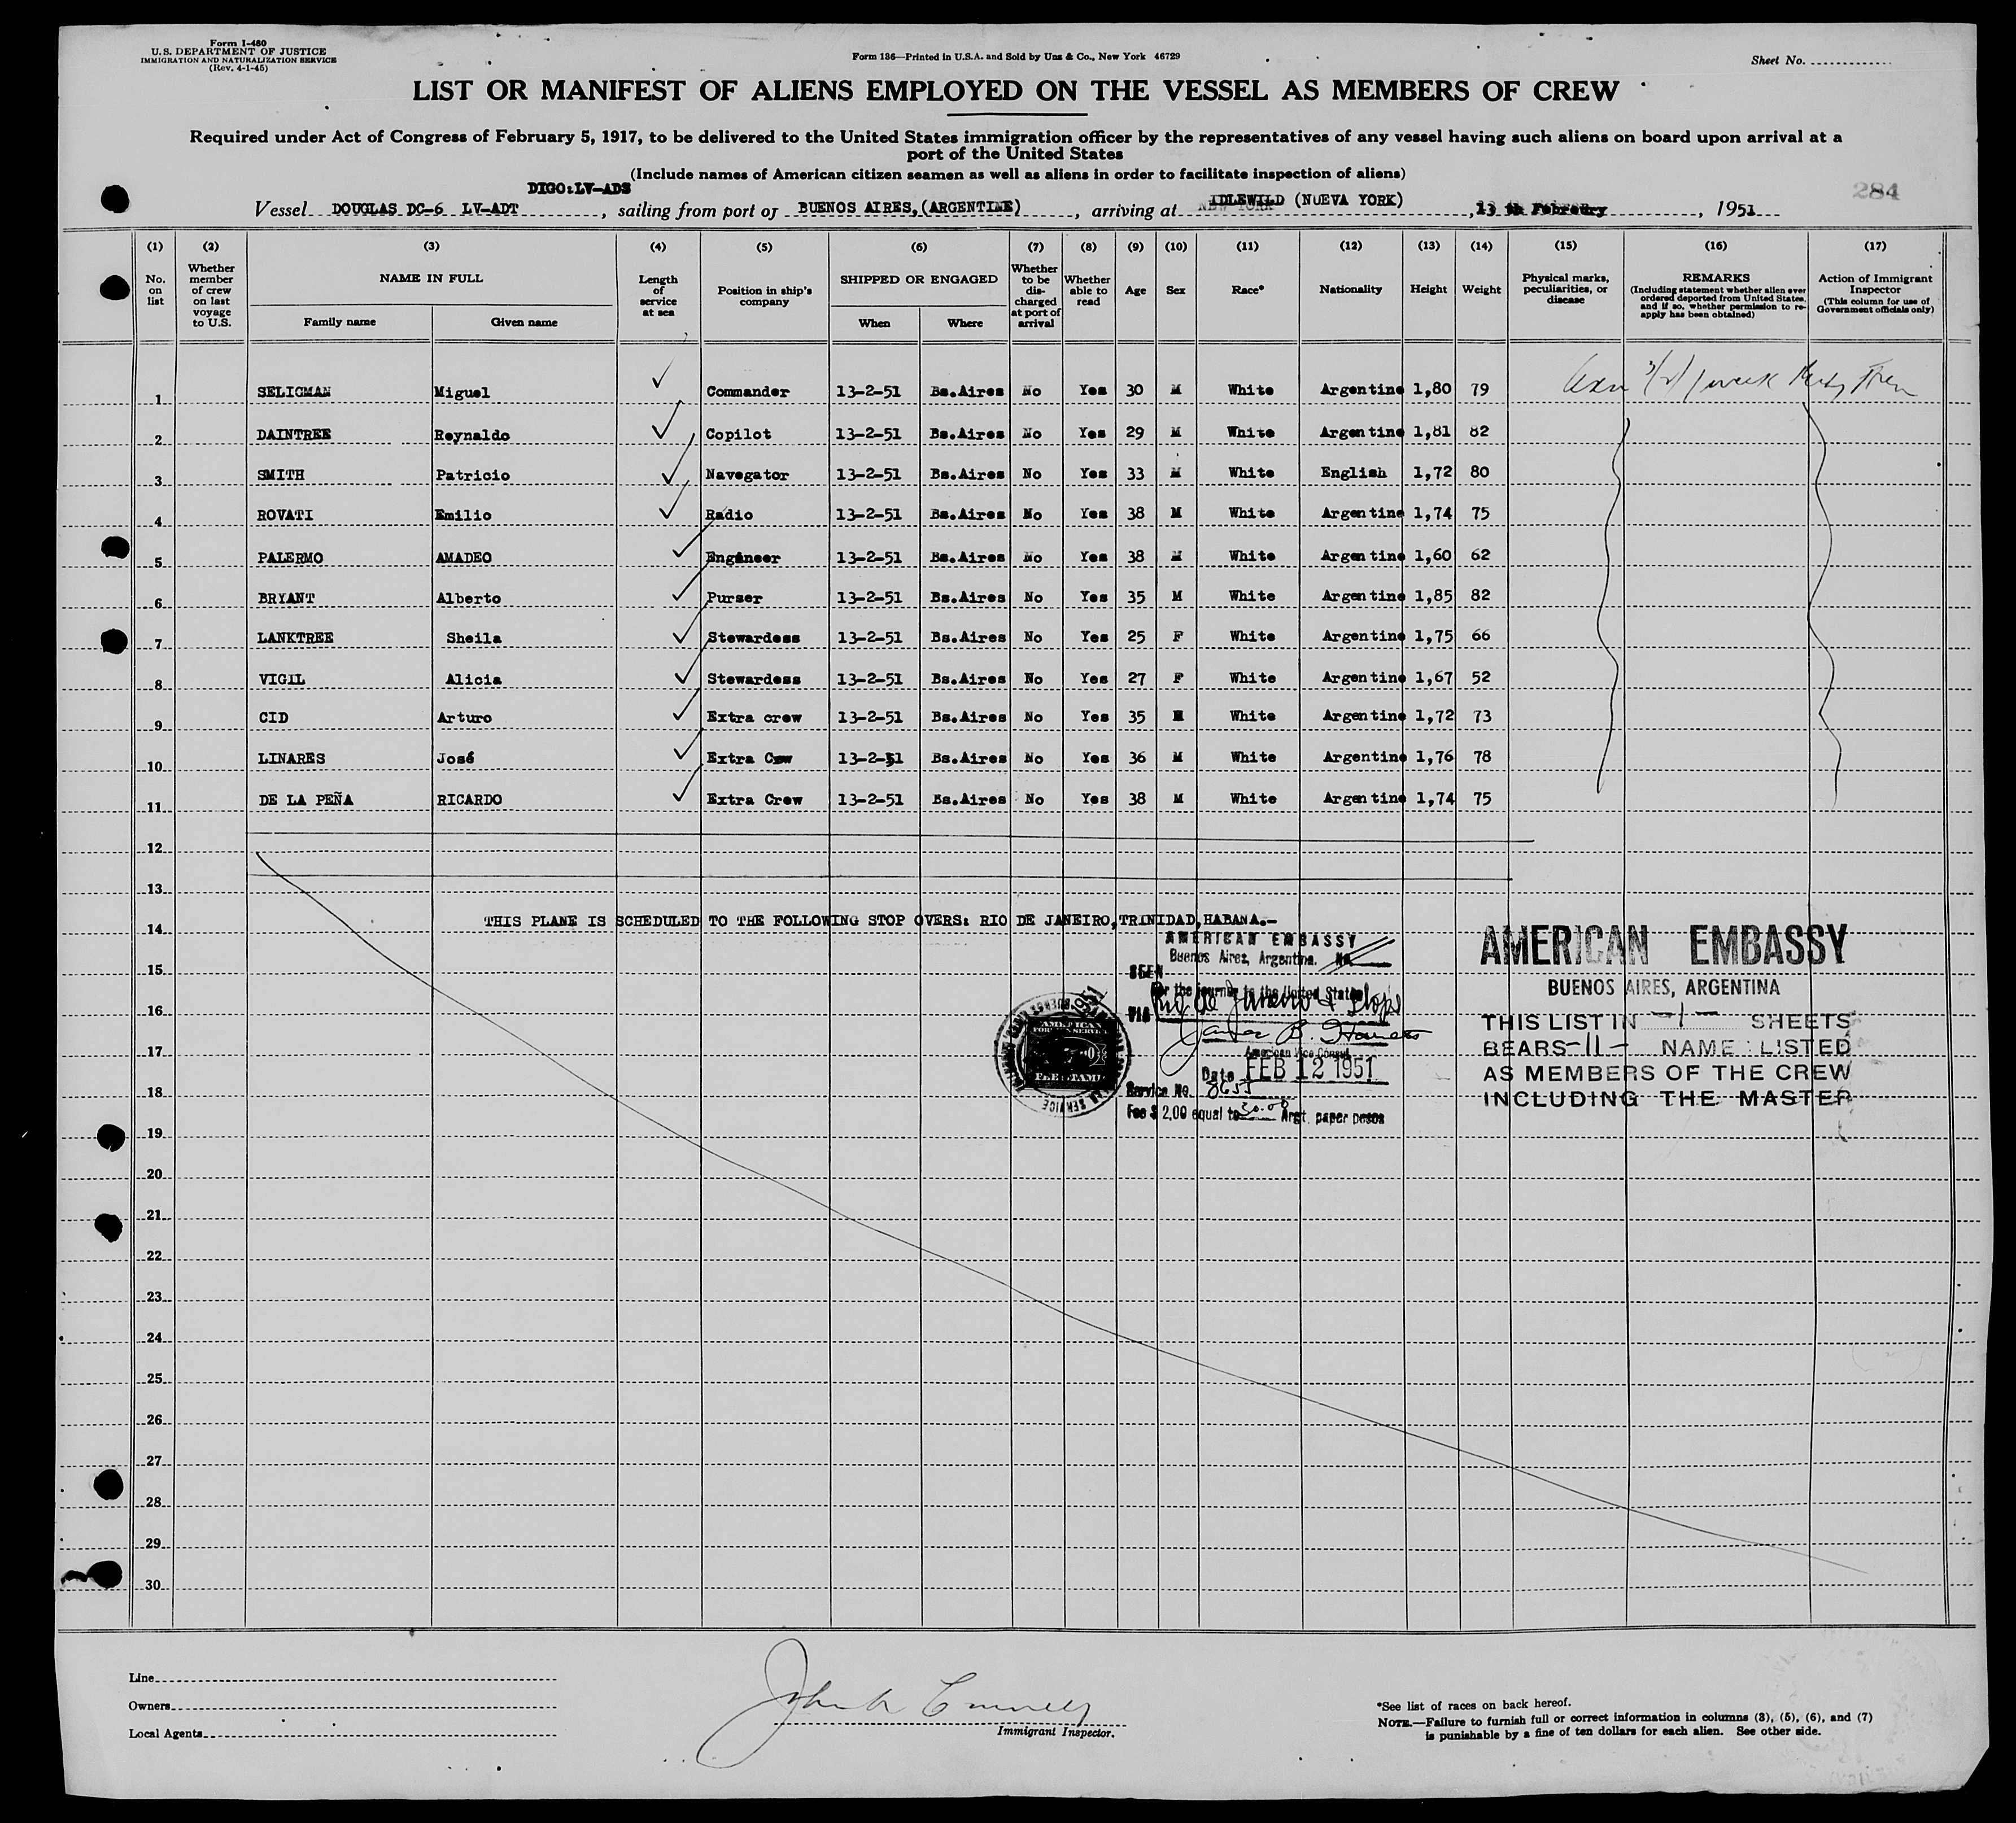 Form I-480
U. S. DEPARTMENT OF JUSTICE
IMMIGRATION AND NATURALIZATION SERVICE
(Rev. 4-1-45)
Form 136—Printed in U.S.A. and Sold by Unz & Co., New York 46729
Sheet No.
LIST OR MANIFEST OF ALIENS EMPLOYED ON THE VESSEL AS MEMBERS OF CREW
Required under Act of Congress of February 5, 1917, to be delivered to the United States immigration officer by the representatives of any vessel having such aliens on board upon arrival at a
port of the United States
(Include names of American citizen seamen as well as aliens in order to facilitate inspection of aliens)
DIGO:LV-ADS
284
Vessel DOUGLAS DC-6 LV-ADT, sailing from port of BUENOS AIRES,(ARGENTINE), arriving at IDLEWILD (NUEVA YORK), 13 th Febreury, 1951
(1) (2) (3) (4) (5) (6) (7) (8) (9) (10) (11) (12) (13) (14) (15) (16) (17)
No. on list
Whether member of crew on last voyage to U.S.
NAME IN FULL
Family name Given name
Length of service at sea
Position in ship's company
SHIPPED OR ENGAGED
When Where
Whether to be discharged at port of arrival
Whether able to read
Age
Sex
Race*
Nationality
Height
Weight
Physical marks, peculiarities, or disease
REMARKS
(Including statement whether alien ever ordered deported from United States, and if so, whether permission to re-apply has been obtained)
Action of Immigrant Inspector
(This column for use of Government officials only)
1 SELIGMAN Miguel Commander 13-2-51 Bs.Aires No Yes 30 M White Argentine 1,80 79
2 DAINTREE Reynaldo Copilot 13-2-51 Bs.Aires No Yes 29 M White Argentine 1,81 82
3 SMITH Patricio Navegator 13-2-51 Bs.Aires No Yes 33 M White English 1,72 80
4 ROVATI Emilio Radio 13-2-51 Bs.Aires No Yes 38 M White Argentine 1,74 75
5 PALERMO AMADEO Engineer 13-2-51 Bs.Aires No Yes 38 M White Argentine 1,60 62
6 BRYANT Alberto Purser 13-2-51 Bs.Aires No Yes 35 M White Argentine 1,85 82
7 LANKTREE Sheila Stewardess 13-2-51 Bs.Aires No Yes 25 F White Argentine 1,75 66
8 VIGIL Alicia Stewardess 13-2-51 Bs.Aires No Yes 27 F White Argentine 1,67 52
9 CID Arturo Extra crew 13-2-51 Bs.Aires No Yes 35 M White Argentine 1,72 73
10 LINARES José Extra Cew 13-2-51 Bs.Aires No Yes 36 M White Argentine 1,76 78
11 DE LA PEÑA RICARDO Extra Crew 13-2-51 Bs.Aires No Yes 38 M White Argentine 1,74 75
12
13
14 THIS PLANE IS SCHEDULED TO THE FOLLOWING STOP OVERS: RIO DE JANEIRO,TRINIDAD,HABANA.-
15
16
17
18
19
20
21
22
23
24
25
26
27
28
29
30
AMERICAN EMBASSY
Buenos Aires, Argentina. No.
SEEN
For the journey to the United States
VIA Rio de Janeiro & Stops
American Vice Consul
Date FEB 12 1951
Service No. 8655
Fee $ 2,00 equal to 30.00 Argt. paper pesos
AMERICAN EMBASSY
BUENOS AIRES, ARGENTINA
THIS LIST IN -1- SHEETS
BEARS -11- NAME LISTED
AS MEMBERS OF THE CREW
INCLUDING THE MASTER
Line
Owners
Local Agents
Immigrant Inspector.
*See list of races on back hereof.
NOTE.—Failure to furnish full or correct information in columns (3), (5), (6), and (7)
is punishable by a fine of ten dollars for each alien. See other side.